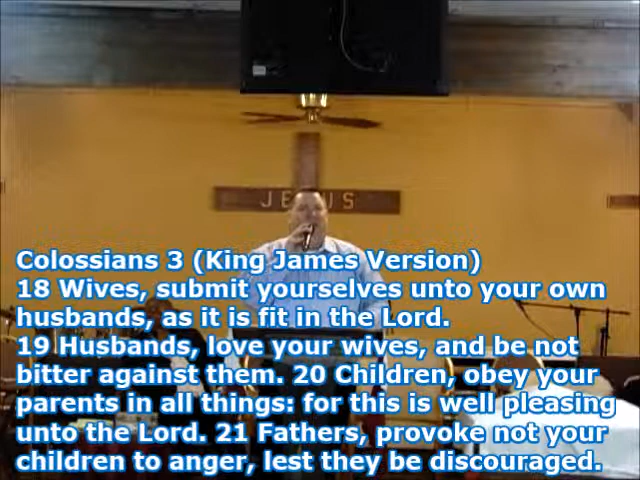 JESUS
Colossians 3 (King James Version)
18 Wives, submit yourselves unto your own
husbands, as it is fit in the Lord.
19 Husbands, love your wives, and be not
bitter against them. 20 Children, obey your
parents in all things: for this is well pleasing
unto the Lord. 21 Fathers, provoke not your
children to anger, lest they be discouraged.